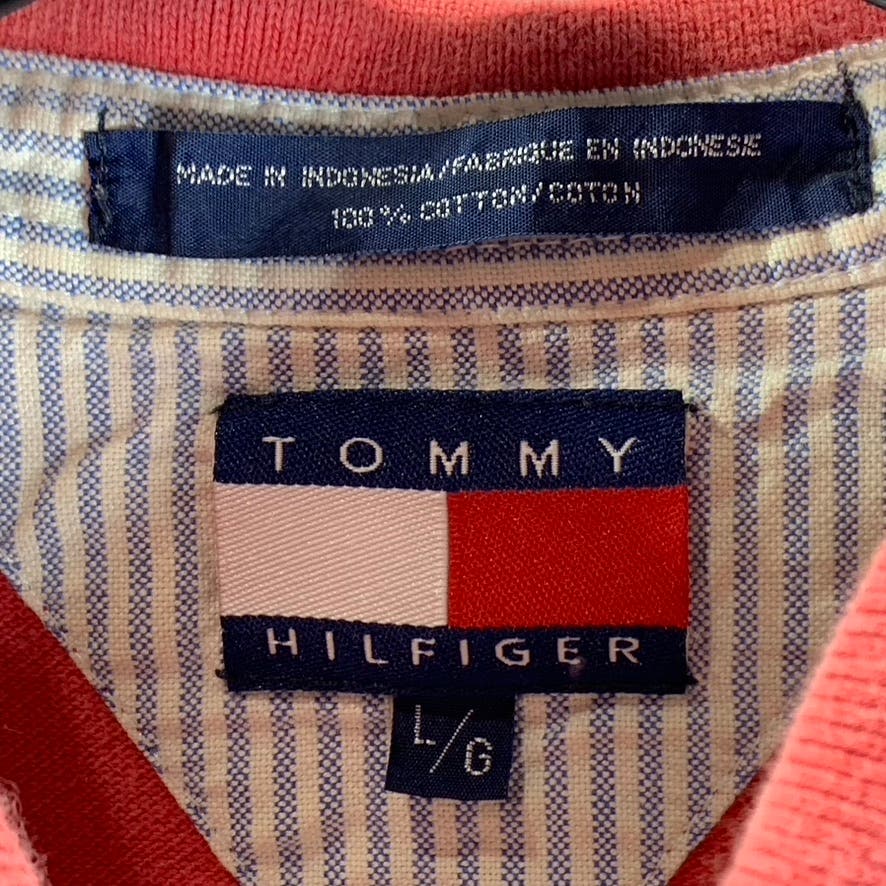 MADE IN INDONESIA/FABRIQUE EN INDONESIE
100% COTTON/COTON
TOMMY
HILFIGER
L/G